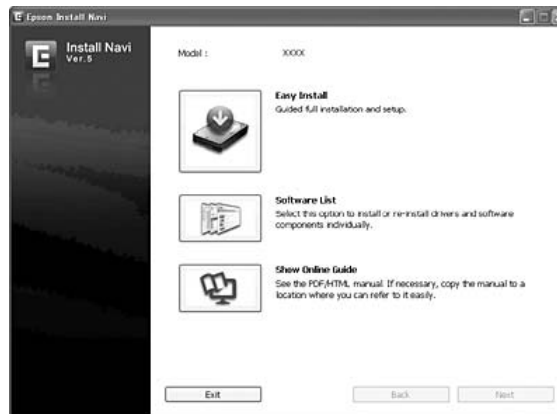 Epson Install Navi
Install Navi
Ver.5
Model : XXXX
Easy Install
Guided full installation and setup.
Software List
Select this option to install or re-install drivers and software
components individually.
Show Online Guide
See the PDF/HTML manual. If necessary, copy the manual to a
location where you can refer to it easily.
Exit Back Next